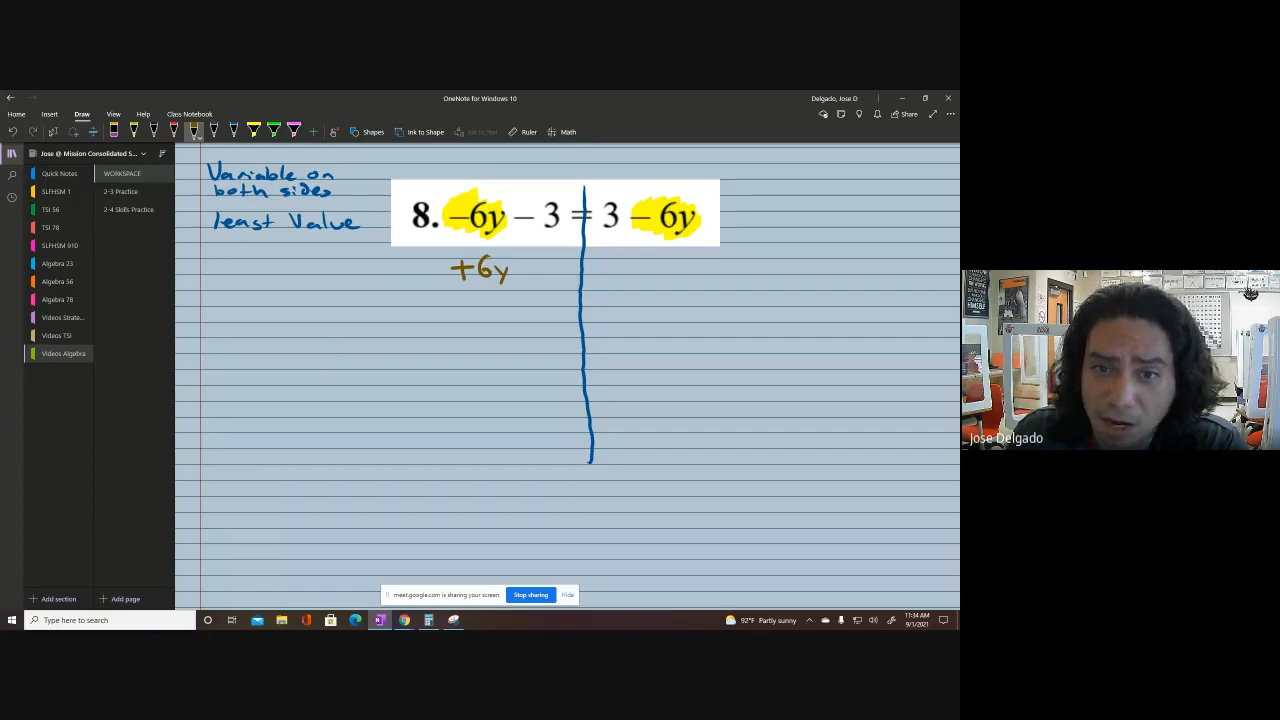 OneNote for Windows 10
Delgado, Jose D
Home Insert Draw View Help Class Notebook
Share
Shapes Ink to Shape Ink to Text Ruler Math
Jose @ Mission Consolidated S...
Quick Notes
SLFHSM 1
TSI 56
TSI 78
SLFHSM 910
Algebra 23
Algebra 56
Algebra 78
Videos Strate...
Videos TSI
Videos Algebra
WORKSPACE
2-3 Practice
2-4 Skills Practice
Variable on
both sides
least Value
8. –6y – 3 = 3 – 6y
+6y
Jose Delgado
meet.google.com is sharing your screen.
Stop sharing
Hide
Add section
Add page
Type here to search
92°F Partly sunny
11:34 AM
9/1/2021